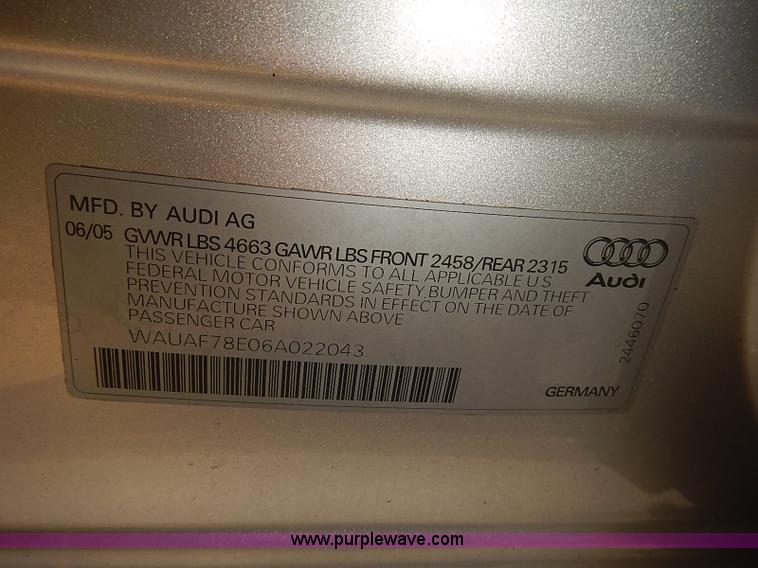 MFD. BY AUDI AG
06/05 GVWR LBS 4663 GAWR LBS FRONT 2458/REAR 2315
THIS VEHICLE CONFORMS TO ALL APPLICABLE U S
FEDERAL MOTOR VEHICLE SAFETY,BUMPER AND THEFT
PREVENTION STANDARDS IN EFFECT ON THE DATE OF
MANUFACTURE SHOWN ABOVE
PASSENGER CAR
WAUAF78E06A022043
Audi
2446070
GERMANY
www.purplewave.com